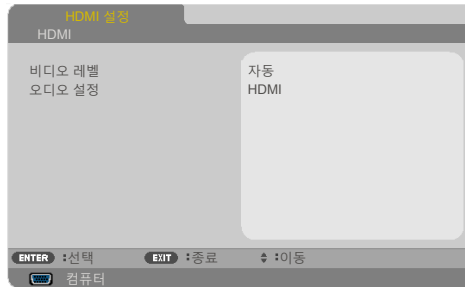 HDMI 설정
HDMI
비디오 레벨 자동
오디오 설정 HDMI
ENTER :선택 EXIT :종료 :이동
컴퓨터